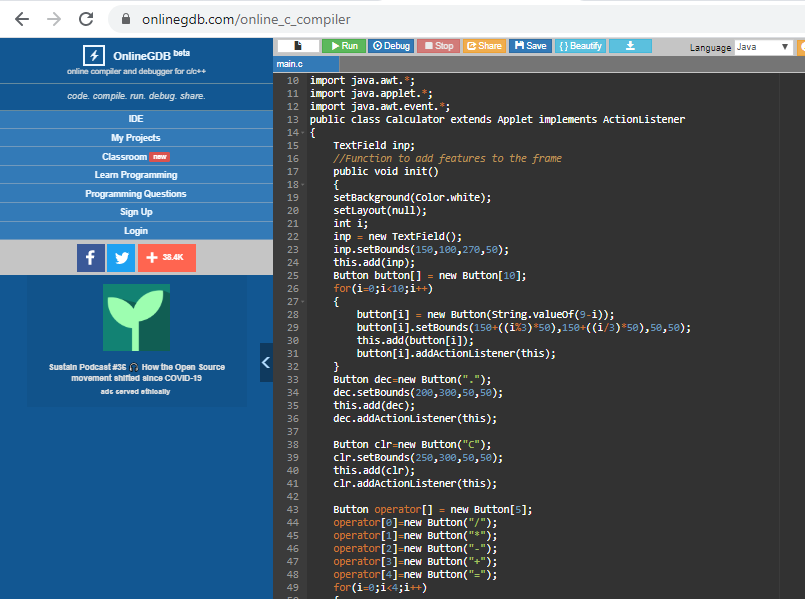 onlinegdb.com/online_c_compiler
OnlineGDB beta
online compiler and debugger for c/c++
code. compile. run. debug. share.
IDE
My Projects
Classroom new
Learn Programming
Programming Questions
Sign Up
Login
38.4K
Sustain Podcast #36 🎧 How the Open Source
movement shifted since COVID-19
ads served ethically
Run Debug Stop Share Save { } Beautify
Language Java
main.c
10 import java.awt.*;
11 import java.applet.*;
12 import java.awt.event.*;
13 public class Calculator extends Applet implements ActionListener
14 {
15 TextField inp;
16 //Function to add features to the frame
17 public void init()
18 {
19 setBackground(Color.white);
20 setLayout(null);
21 int i;
22 inp = new TextField();
23 inp.setBounds(150,100,270,50);
24 this.add(inp);
25 Button button[] = new Button[10];
26 for(i=0;i<10;i++)
27 {
28 button[i] = new Button(String.valueOf(9-i));
29 button[i].setBounds(150+((i%3)*50),150+((i/3)*50),50,50);
30 this.add(button[i]);
31 button[i].addActionListener(this);
32 }
33 Button dec=new Button(".");
34 dec.setBounds(200,300,50,50);
35 this.add(dec);
36 dec.addActionListener(this);
37
38 Button clr=new Button("C");
39 clr.setBounds(250,300,50,50);
40 this.add(clr);
41 clr.addActionListener(this);
42
43 Button operator[] = new Button[5];
44 operator[0]=new Button("/");
45 operator[1]=new Button("*");
46 operator[2]=new Button("-");
47 operator[3]=new Button("+");
48 operator[4]=new Button("=");
49 for(i=0;i<4;i++)